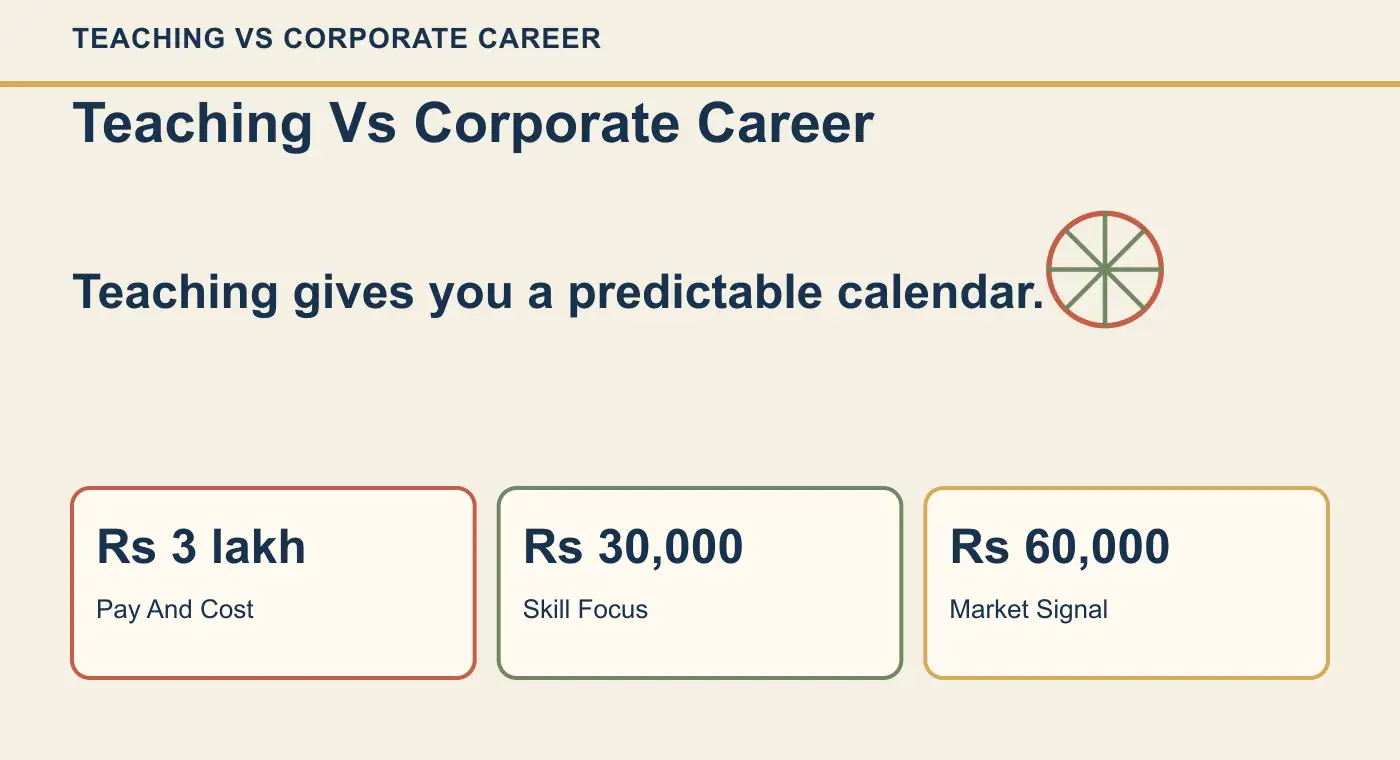 TEACHING VS CORPORATE CAREER
Teaching Vs Corporate Career
Teaching gives you a predictable calendar.
Rs 3 lakh
Pay And Cost
Rs 30,000
Skill Focus
Rs 60,000
Market Signal